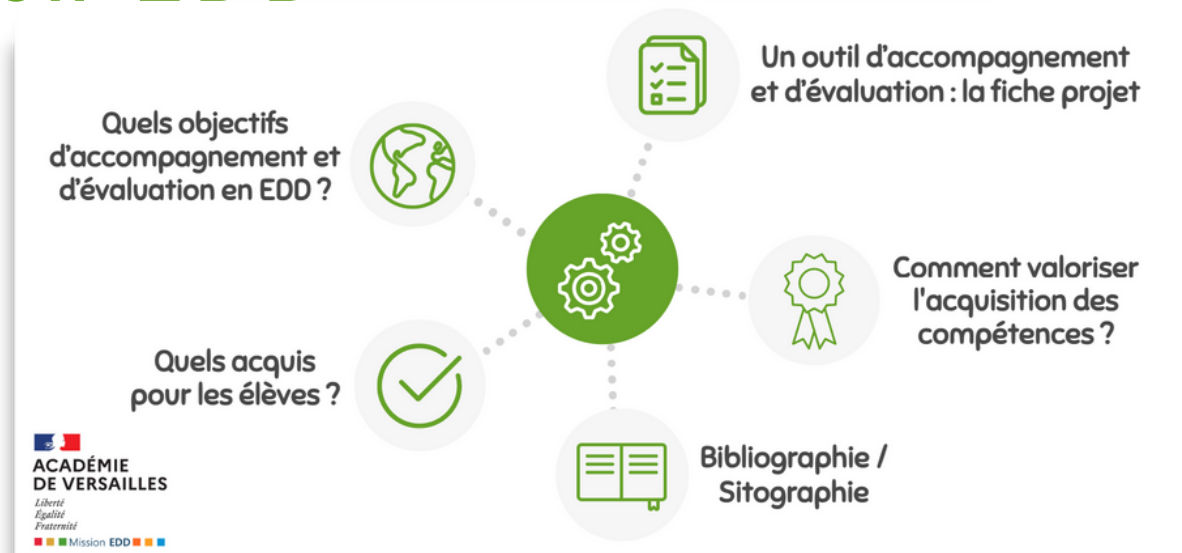 Un outil d'accompagnement
et d'évaluation : la fiche projet
Quels objectifs
d'accompagnement et
d'évaluation en EDD ?
Comment valoriser
l'acquisition des
compétences ?
Quels acquis
pour les élèves ?
Bibliographie /
Sitographie
ACADÉMIE
DE VERSAILLES
Liberté
Égalité
Fraternité
Mission EDD